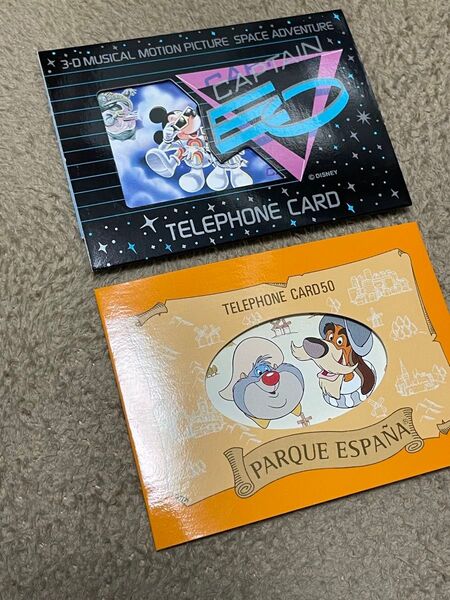 3-D MUSICAL MOTION PICTURE SPACE ADVENTURE
CAPTAIN
EO
© DISNEY
TELEPHONE CARD
TELEPHONE CARD50
PARQUE ESPAÑA